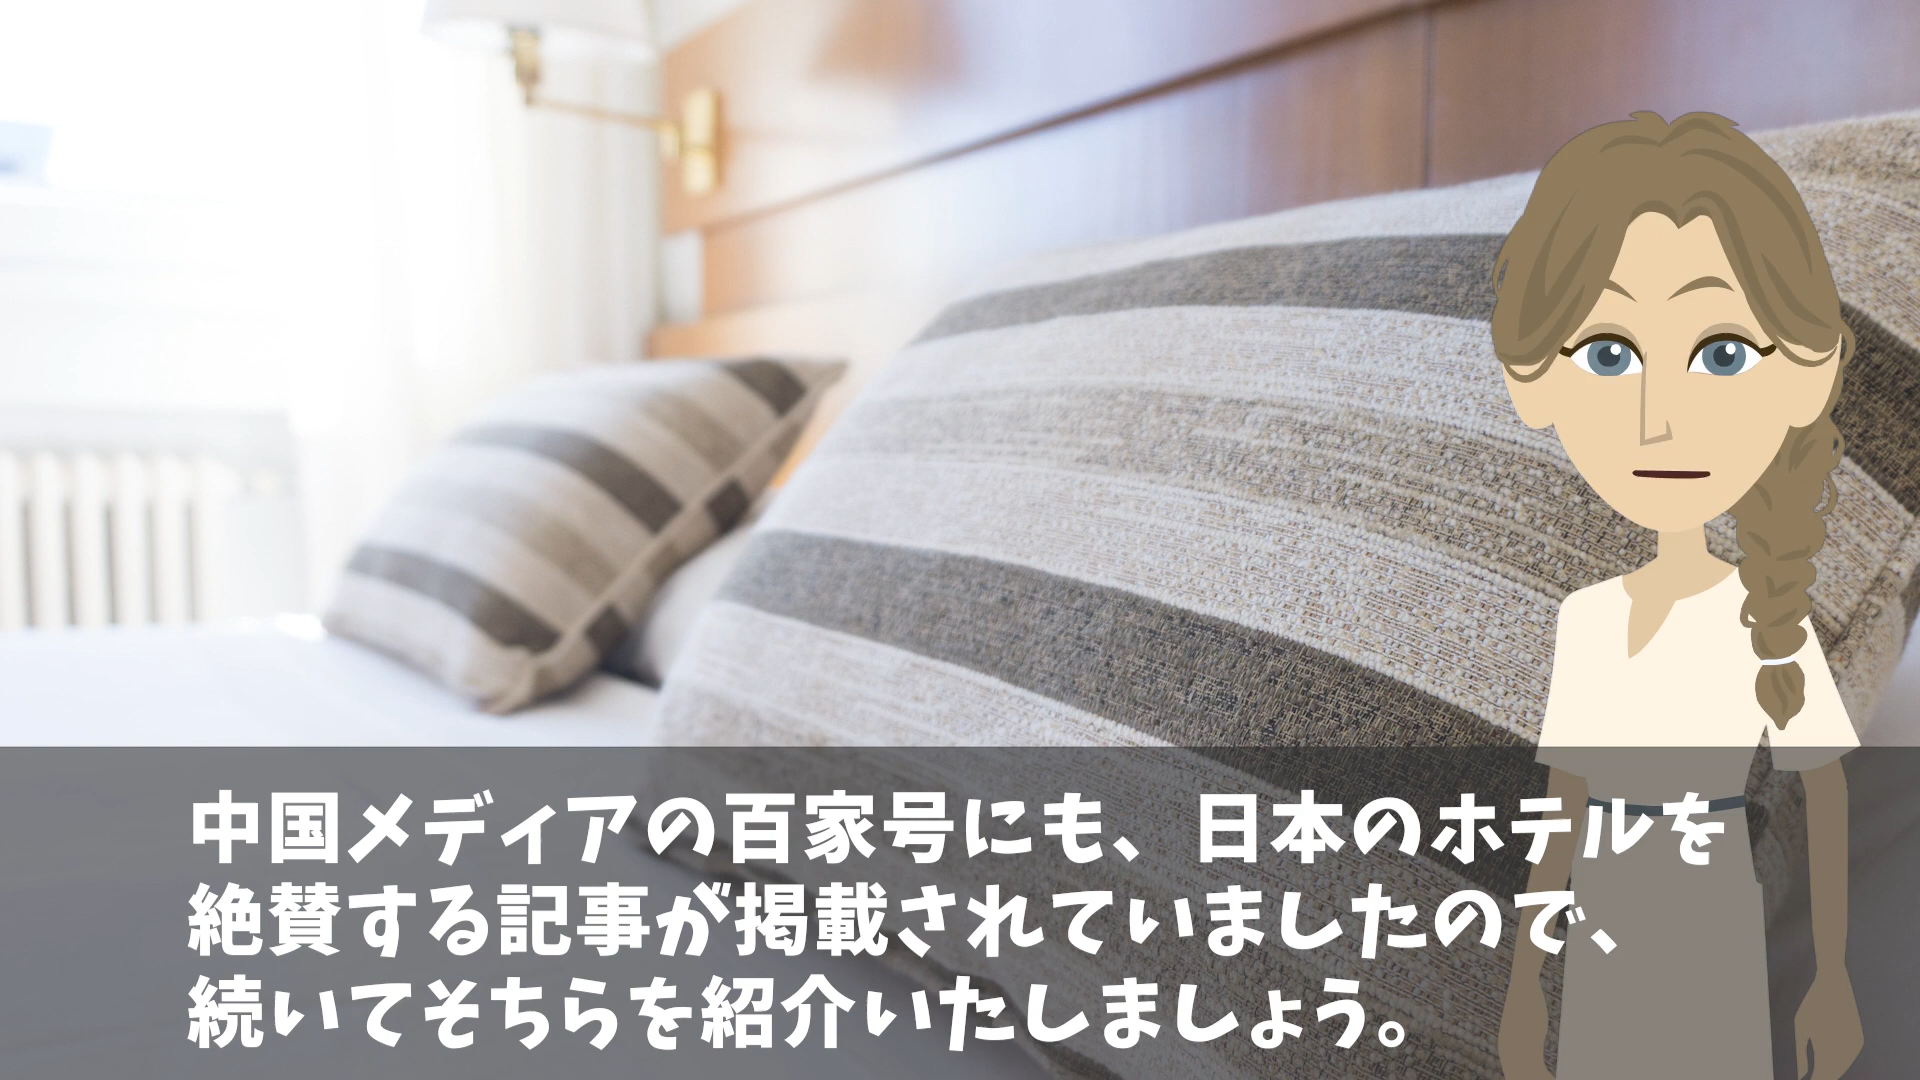 中国メディアの百家号にも、日本のホテルを
絶賛する記事が掲載されていましたので、
続いてそちらを紹介いたしましょう。